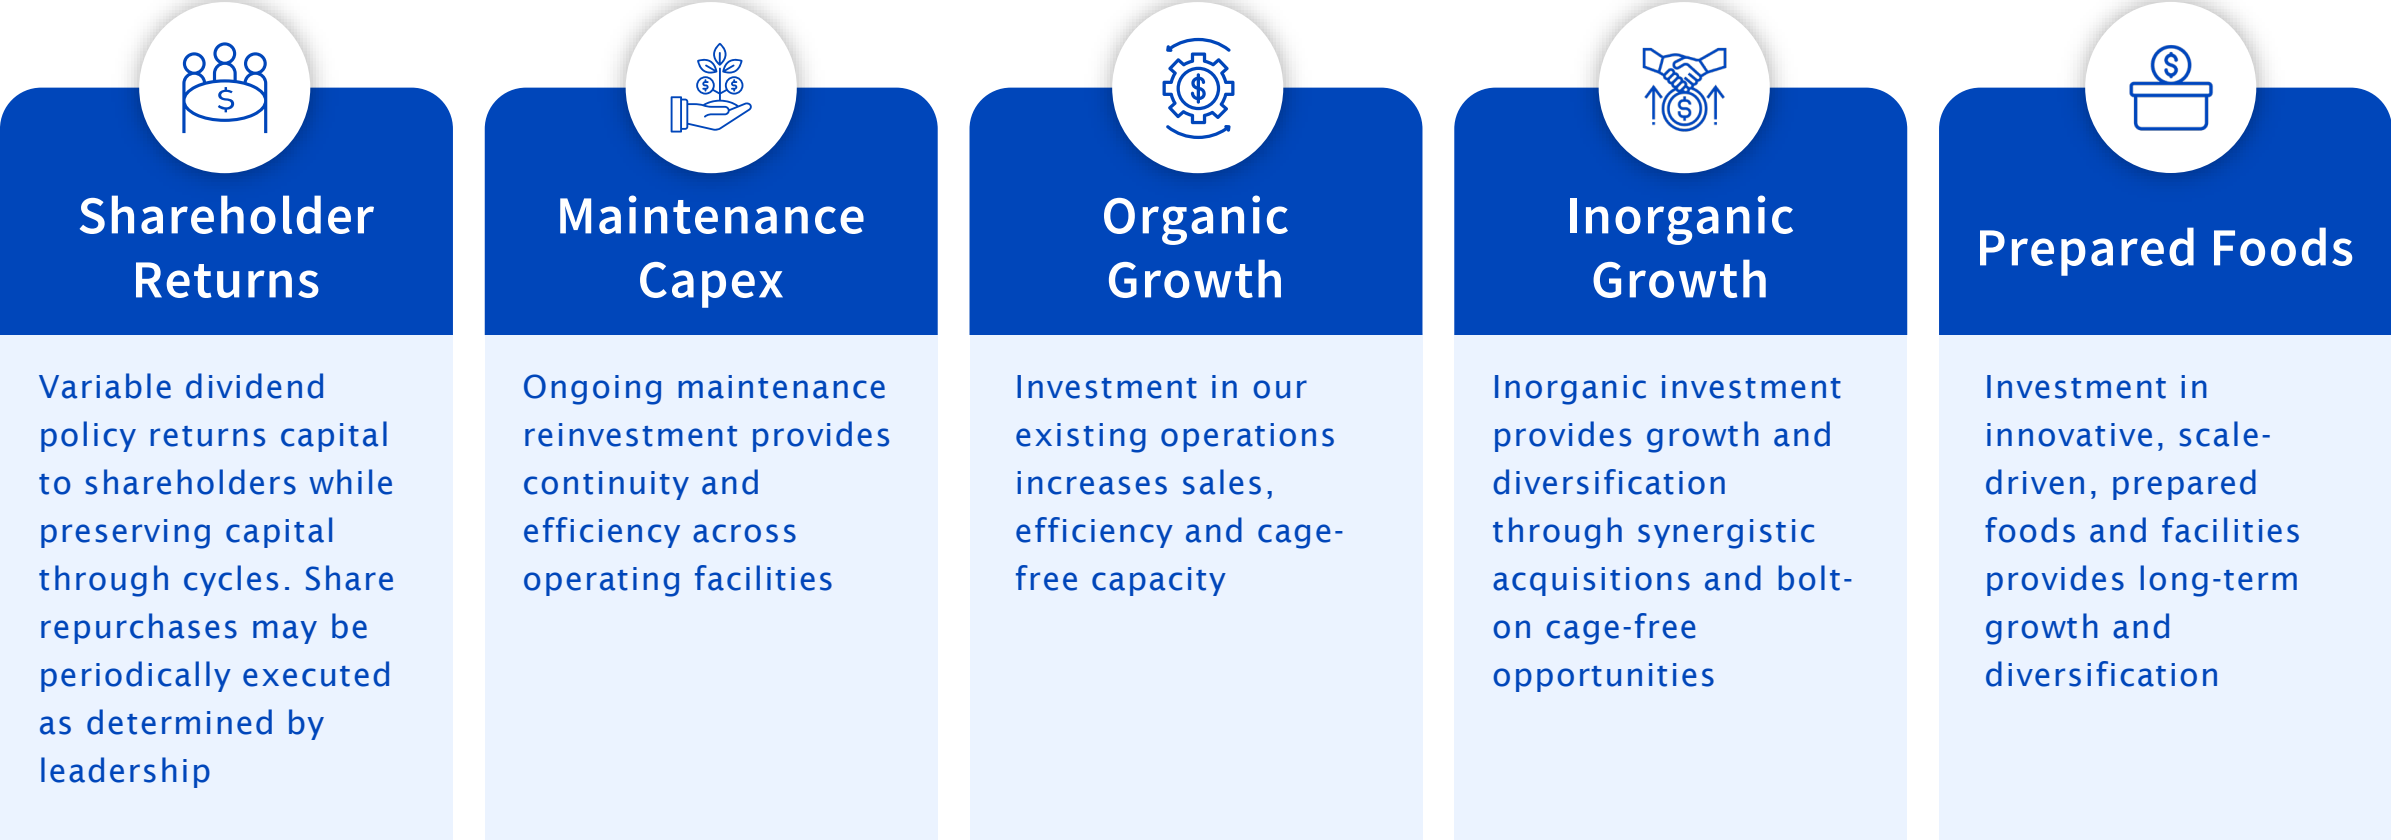 Shareholder
Returns
Variable dividend
policy returns capital
to shareholders while
preserving capital
through cycles. Share
repurchases may be
periodically executed
as determined by
leadership
Maintenance
Capex
Ongoing maintenance
reinvestment provides
continuity and
efficiency across
operating facilities
Organic
Growth
Investment in our
existing operations
increases sales,
efficiency and cage-
free capacity
Inorganic
Growth
Inorganic investment
provides growth and
diversification
through synergistic
acquisitions and bolt-
on cage-free
opportunities
Prepared Foods
Investment in
innovative, scale-
driven, prepared
foods and facilities
provides long-term
growth and
diversification